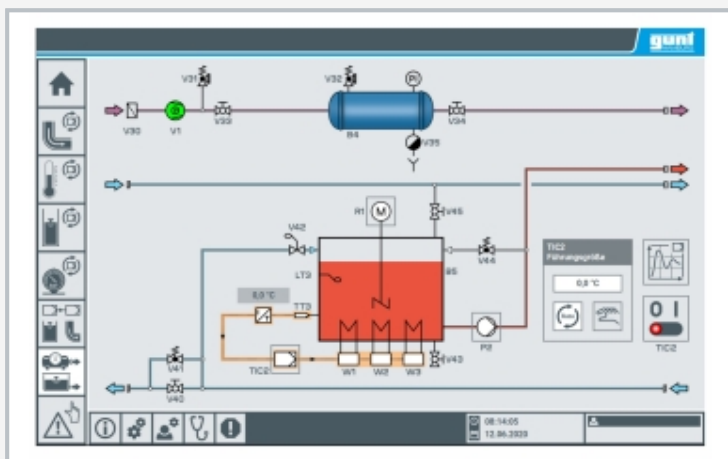 gunt
V31
V32
PI
V30
V1
V33
B4
V34
V35
V45
R1
M
V42
TIC2
Führungsgröße
LT3
B5
V44
0,0 °C
0,0 °C
TT3
0 I
P2
TIC2
V41
TIC2
W1
W2
W3
V43
V40
08:14:05
12.06.2020